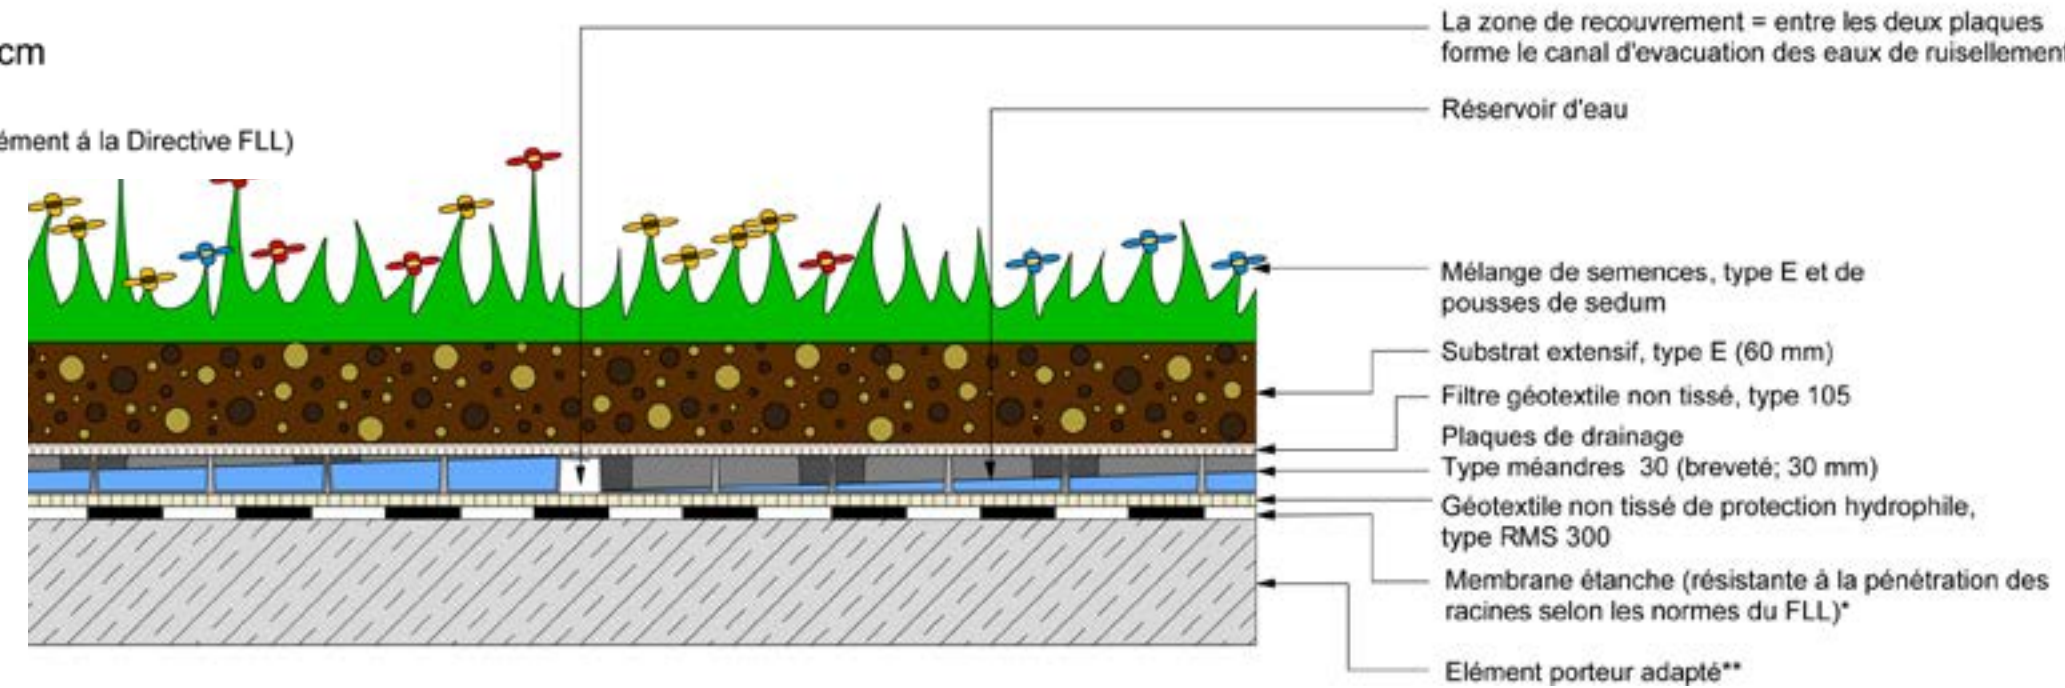 cm
ément á la Directive FLL)
La zone de recouvrement = entre les deux plaques
forme le canal d'evacuation des eaux de ruisellement
Réservoir d'eau
Mélange de semences, type E et de
pousses de sedum
Substrat extensif, type E (60 mm)
Filtre géotextile non tissé, type 105
Plaques de drainage
Type méandres 30 (breveté; 30 mm)
Géotextile non tissé de protection hydrophile,
type RMS 300
Membrane étanche (résistante á la pénétration des
racines selon les normes du FLL)*
Elément porteur adapté**